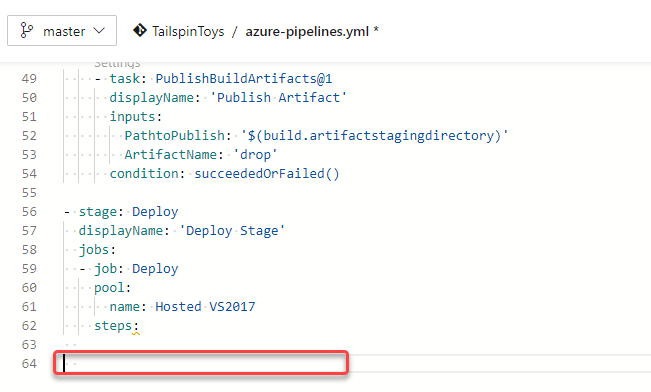 master TailspinToys / azure-pipelines.yml *
Settings
49 - task: PublishBuildArtifacts@1
50 displayName: 'Publish Artifact'
51 inputs:
52 PathtoPublish: '$(build.artifactstagingdirectory)'
53 ArtifactName: 'drop'
54 condition: succeededOrFailed()
55
56 - stage: Deploy
57 displayName: 'Deploy Stage'
58 jobs:
59 - job: Deploy
60 pool:
61 name: Hosted VS2017
62 steps:
63
64